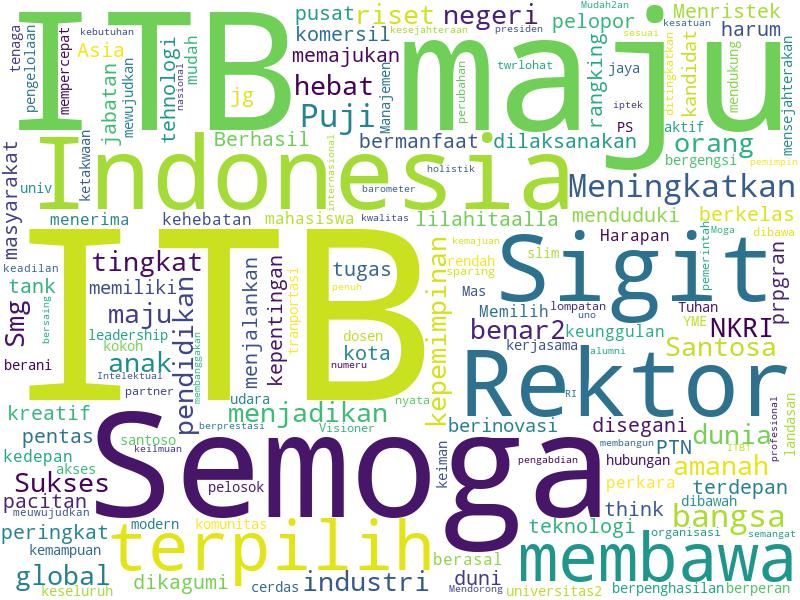 ITB maju
pusat riset negeri pelopor Mudah2an kesatuan
tenaga kebutuhan kesejahteraan presiden Menristek
komersil harum
pengelolaan mempercepat Asia teknologi memajukan twrlohat sesuai
jabatan mewujudkan tehnologi nasional mudah hebat Manajemen perubahan rangking jaya kandidat ditingkatkan mendukung mensejahterakan
jg Puji iptek
PS aktif
Indonesia
Berhasil bermanfaat dilaksanakan orang
masyarakat ketakwaan internasional holistik bergengsi pemimpin
univ barometer Meningkatkan
menerima kehebatan mahasiswa kwalitas lilahitaalla menduduki berkelas
ITB Sigit
keadilan tingkat kepemimpinan kemajuan Harapan pemerintah Moga dibawa
tank memiliki tugas rendah slim prpgran
sparing
Smg bersaing maju pendidikan menjalankan kepentingan tranportasi penuh Mas Memilih lompatan Tuhan
uno YME NKRI
leadership benar2 keunggulan
kokoh dosen kerjasama Santosa
berani anak membanggakan kota alumni
Intelektual numeru Rektor
partner RI
kreatif udara nyata landasan
menjadikan
berprestasi Visioner berinovasi disegani dunia profesional
Semoga
pentas santoso keilmuan membangun PTN ITBT
kedepan keiman pengabdian hubungan amanah
akses
Sukses pelosok perkara terdepan
pacitan think dibawah
meuwujudkan
peringkat modern komunitas terpilih teknologi bangsa
organisasi semangat
kemampuan berasal membawa
global dikagumi duni
keseluruh cerdas industri Mendorong universitas2 berpenghasilan berperan